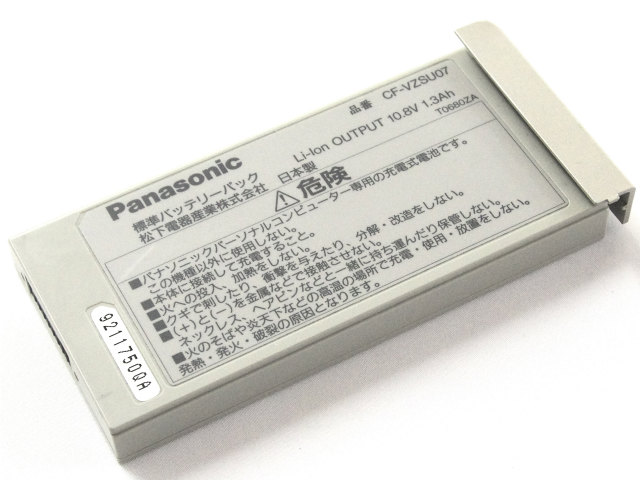 Panasonic
品番 CF-VZSU07
標準バッテリーパック Li-Ion OUTPUT 10.8V 1.3Ah
松下電器産業株式会社 日本製 T0680ZA
⚠危険
■パナソニックパーソナルコンピューター専用の充電式電池です。
この機種以外に使用しない。
■本体に接続して充電すること。
■火への投入、加熱をしない。
■クギで刺したり、衝撃を与えたり、分解・改造をしない。
■(+)と(-)を金属などで接触させない。
ネックレス、ヘアピンなどと一緒に持ち運んだり保管しない。
■火のそばや炎天下などの高温の場所で充電・使用・放置をしない。
発熱・発火・破裂の原因となります。
9211750QA